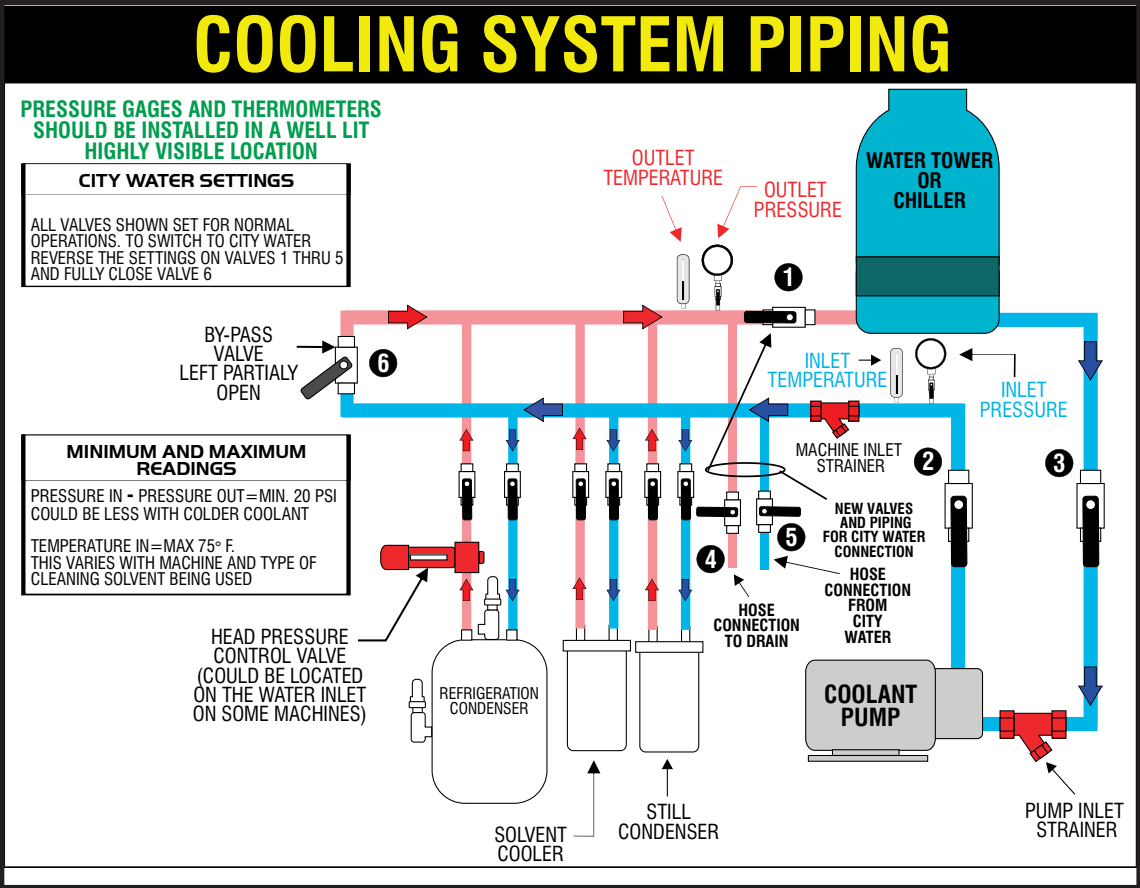 COOLING SYSTEM PIPING
PRESSURE GAGES AND THERMOMETERS
SHOULD BE INSTALLED IN A WELL LIT
HIGHLY VISIBLE LOCATION
CITY WATER SETTINGS
ALL VALVES SHOWN SET FOR NORMAL
OPERATIONS. TO SWITCH TO CITY WATER
REVERSE THE SETTINGS ON VALVES 1 THRU 5
AND FULLY CLOSE VALVE 6
OUTLET
TEMPERATURE
OUTLET
PRESSURE
WATER TOWER
OR
CHILLER
1
BY-PASS
VALVE
LEFT PARTIALY
OPEN
6
INLET
TEMPERATURE
INLET
PRESSURE
MINIMUM AND MAXIMUM
READINGS
PRESSURE IN - PRESSURE OUT=MIN. 20 PSI
COULD BE LESS WITH COLDER COOLANT
TEMPERATURE IN=MAX 75° F.
THIS VARIES WITH MACHINE AND TYPE OF
CLEANING SOLVENT BEING USED
MACHINE INLET
STRAINER
2
3
NEW VALVES
AND PIPING
FOR CITY WATER
CONNECTION
4
5
HOSE
CONNECTION
TO DRAIN
HOSE
CONNECTION
FROM
CITY
WATER
HEAD PRESSURE
CONTROL VALVE
(COULD BE LOCATED
ON THE WATER INLET
ON SOME MACHINES)
REFRIGERATION
CONDENSER
COOLANT
PUMP
SOLVENT
COOLER
STILL
CONDENSER
PUMP INLET
STRAINER